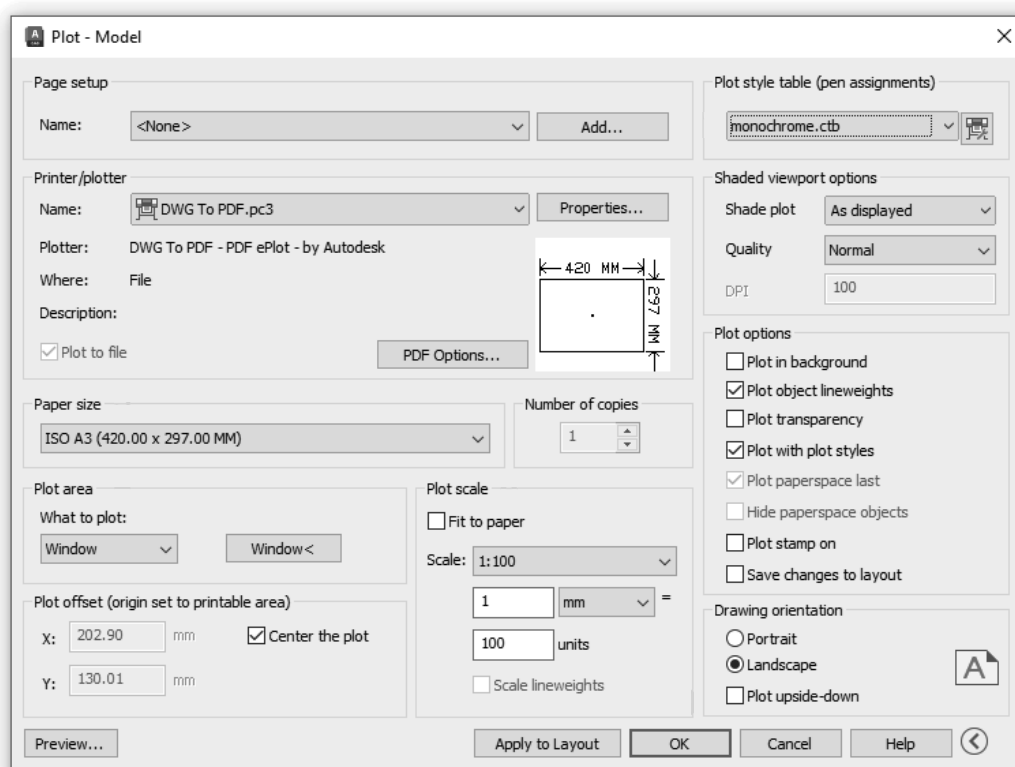 Plot - Model
Page setup
Name: <None> Add...
Printer/plotter
Name: DWG To PDF.pc3 Properties...
Plotter: DWG To PDF - PDF ePlot - by Autodesk
Where: File
Description:
Plot to file
PDF Options...
420 MM
297 MM
Paper size
ISO A3 (420.00 x 297.00 MM)
Number of copies
1
Plot area
What to plot:
Window Window<
Plot offset (origin set to printable area)
X: 202.90 mm Center the plot
Y: 130.01 mm
Plot scale
Fit to paper
Scale: 1:100
1 mm =
100 units
Scale lineweights
Plot style table (pen assignments)
monochrome.ctb
Shaded viewport options
Shade plot As displayed
Quality Normal
DPI 100
Plot options
Plot in background
Plot object lineweights
Plot transparency
Plot with plot styles
Plot paperspace last
Hide paperspace objects
Plot stamp on
Save changes to layout
Drawing orientation
Portrait
Landscape
Plot upside-down
A
Preview... Apply to Layout OK Cancel Help